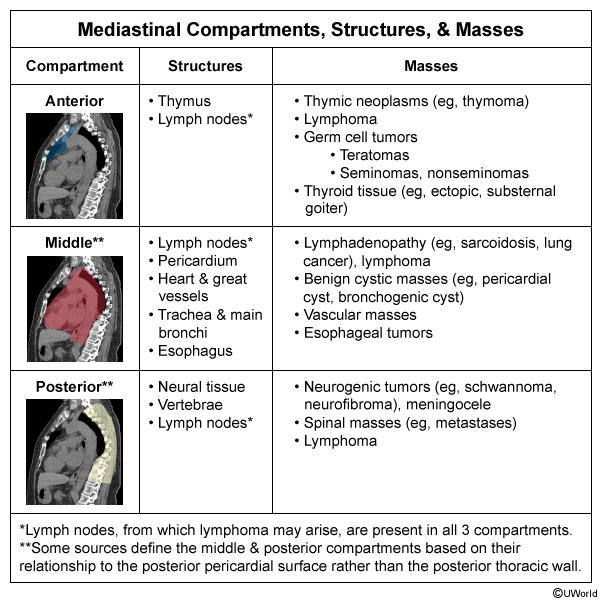 Mediastinal Compartments, Structures, & Masses
Compartment
Structures
Masses
Anterior
• Thymus
• Lymph nodes*
• Thymic neoplasms (eg, thymoma)
• Lymphoma
• Germ cell tumors
• Teratomas
• Seminomas, nonseminomas
• Thyroid tissue (eg, ectopic, substernal
goiter)
Middle**
• Lymph nodes*
• Pericardium
• Heart & great
vessels
• Trachea & main
bronchi
• Esophagus
• Lymphadenopathy (eg, sarcoidosis, lung
cancer), lymphoma
• Benign cystic masses (eg, pericardial
cyst, bronchogenic cyst)
• Vascular masses
• Esophageal tumors
Posterior**
• Neural tissue
• Vertebrae
• Lymph nodes*
• Neurogenic tumors (eg, schwannoma,
neurofibroma), meningocele
• Spinal masses (eg, metastases)
• Lymphoma
*Lymph nodes, from which lymphoma may arise, are present in all 3 compartments.
**Some sources define the middle & posterior compartments based on their
relationship to the posterior pericardial surface rather than the posterior thoracic wall.
©UWorld